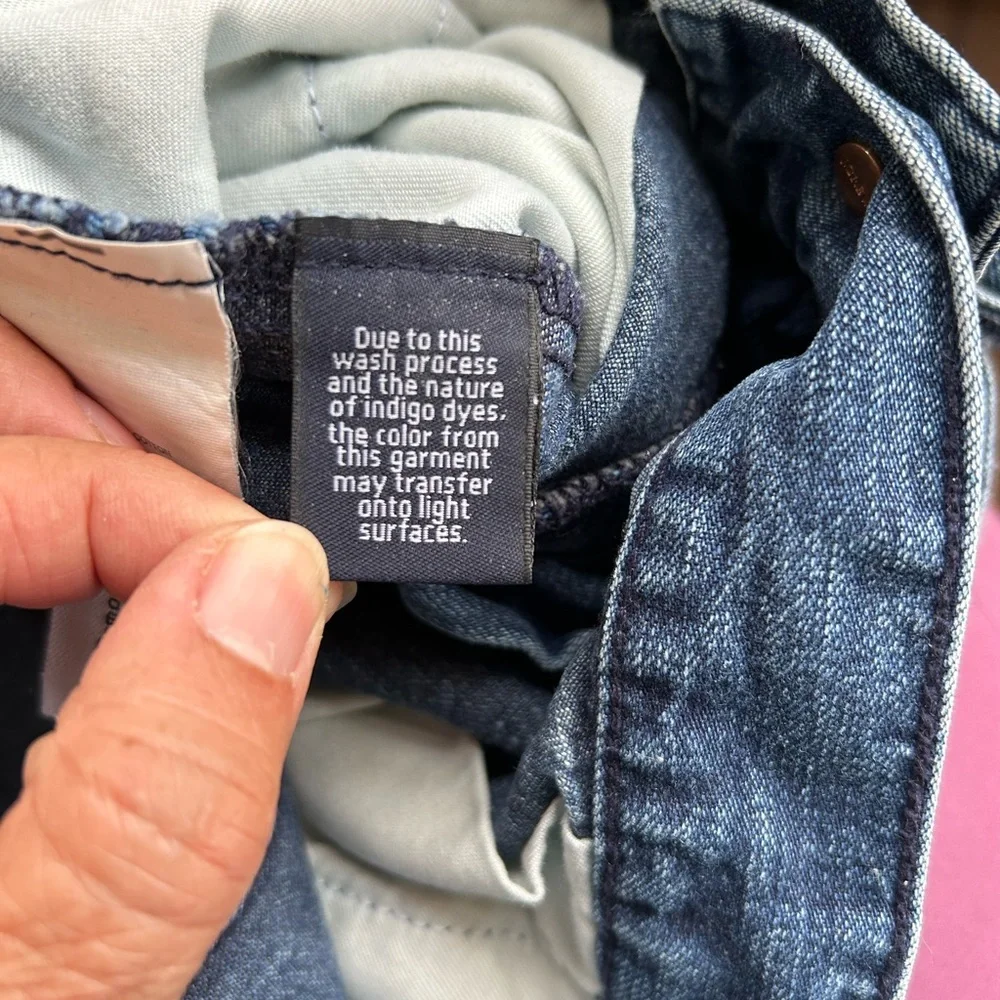 Due to this
wash process
and the nature
of indigo dyes,
the color from
this garment
may transfer
onto light
surfaces.